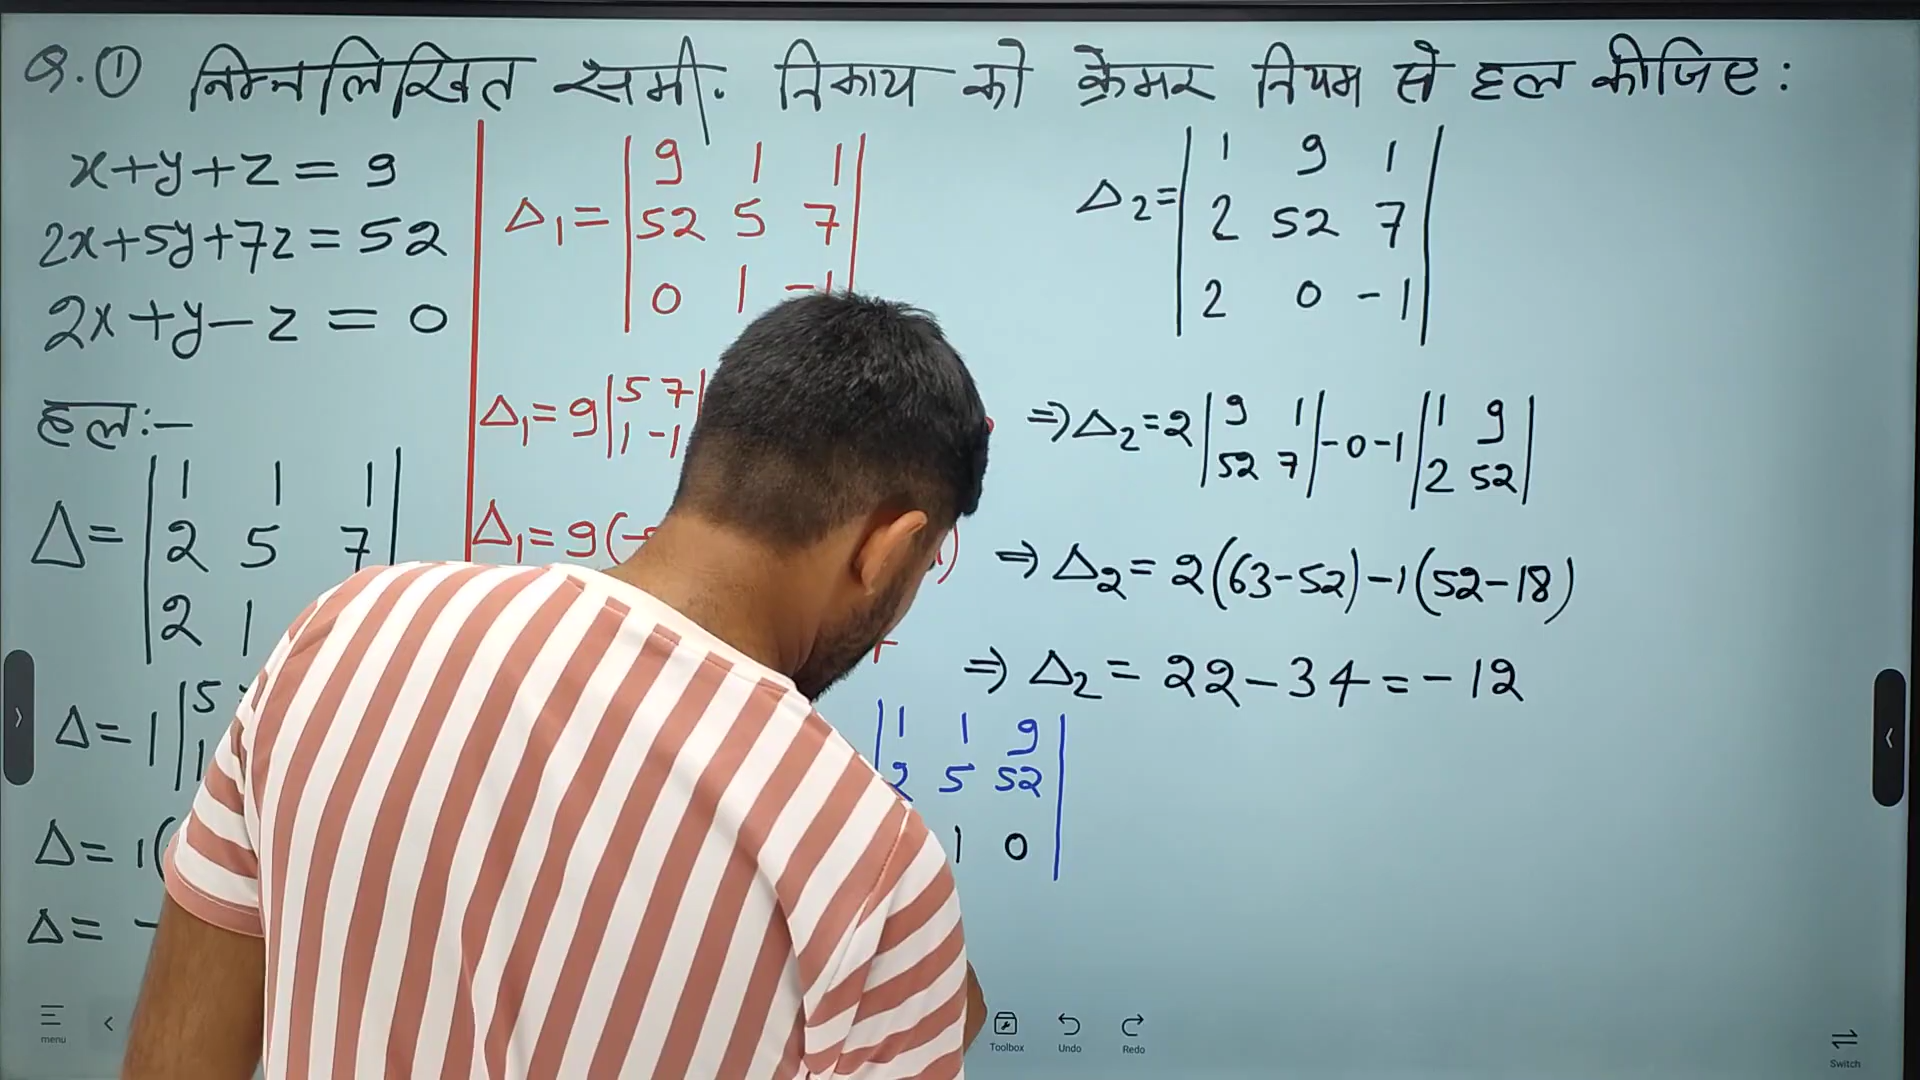 Q.① निम्नलिखित समी. निकाय को क्रेमर नियम से हल कीजिए:
x+y+z = 9
2x+5y+7z = 52
2x+y-z = 0
हल:-
Δ= | 1 1 1 |
2 5 7
2 1
Δ= 1 | 5
1
Δ= 1(
Δ= -
Δ1= | 9 1 1 |
52 5 7
0 1 -1
Δ1= 9 | 5 7 |
1 -1
Δ1= 9(-5
| 1 1 9 |
2 5 52
1 0
Δ2= | 1 9 1 |
2 52 7
2 0 -1
⇒ Δ2=2 | 9 1 | -0-1 | 1 9 |
52 7 2 52
⇒ Δ2= 2(63-52)-1(52-18)
⇒ Δ2= 22-34=-12
menu
Toolbox Undo Redo
Switch